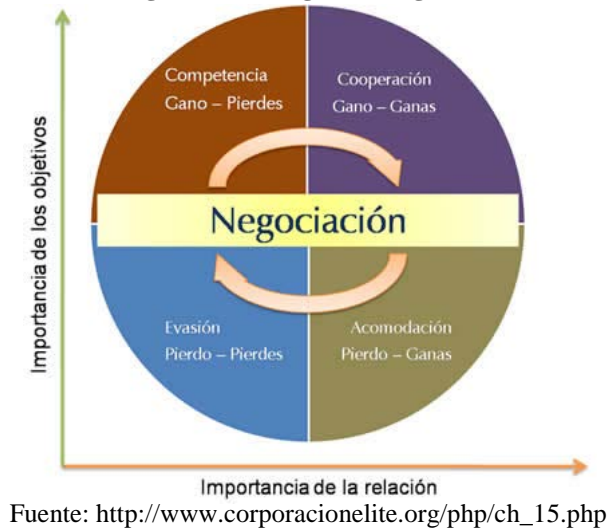 Competencia
Gano – Pierdes
Cooperación
Gano – Ganas
Importancia de los objetivos
Negociación
Evasión
Pierdo – Pierdes
Acomodación
Pierdo – Ganas
Importancia de la relación
Fuente: http://www.corporacionelite.org/php/ch_15.php